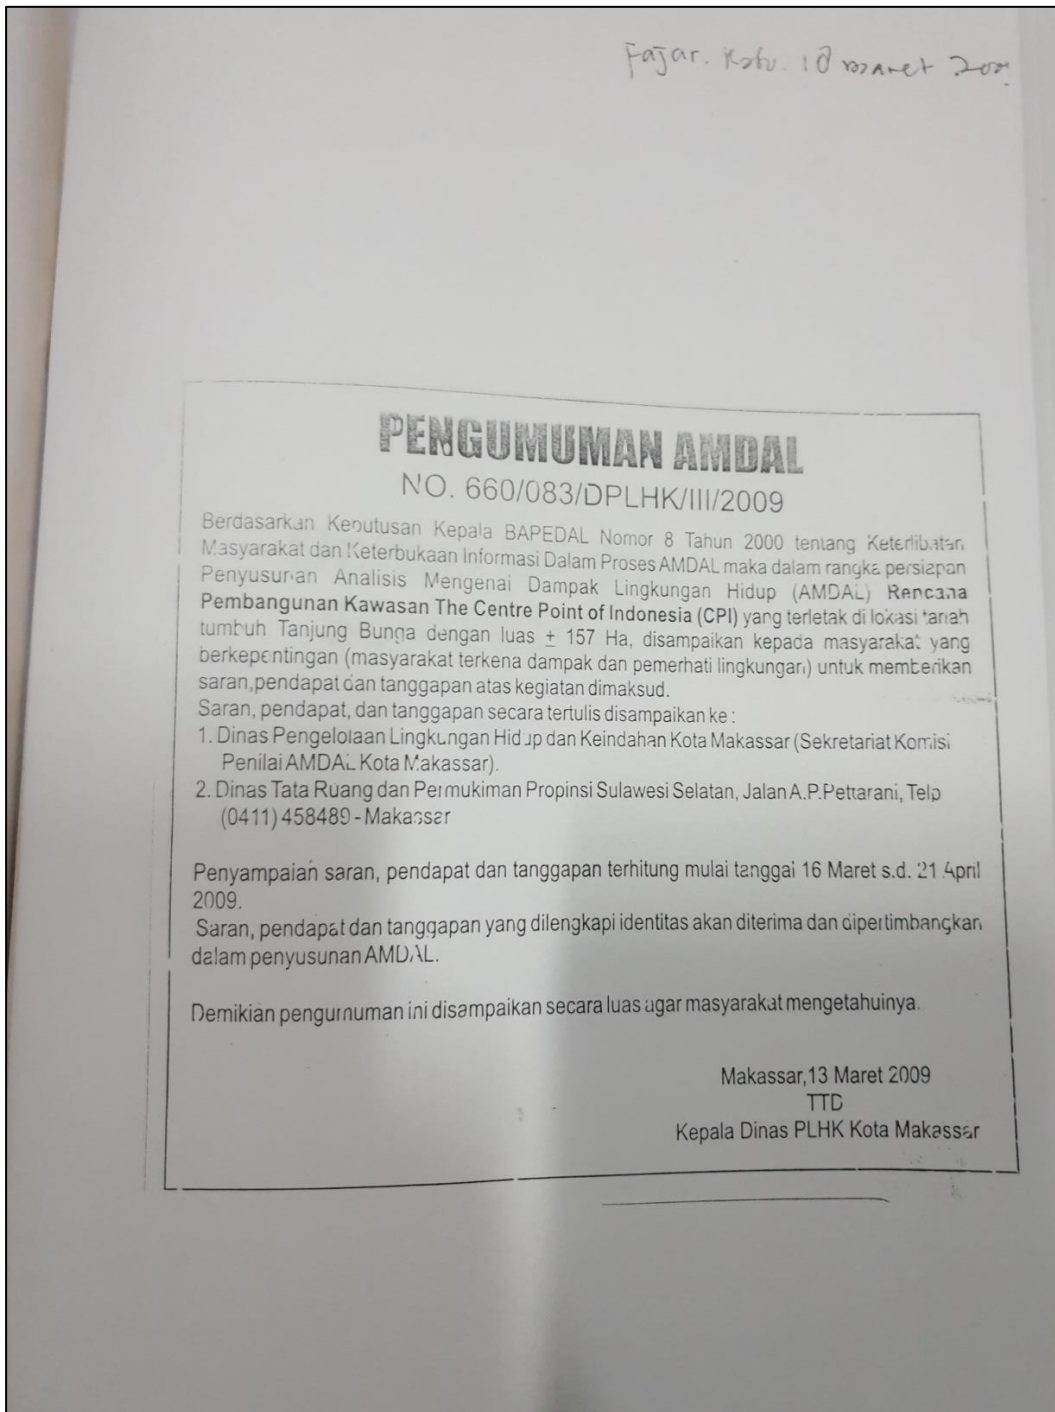 Fajar. Rabu. 18 maret 2009
PENGUMUMAN AMDAL
NO. 660/083/DPLHK/III/2009
Berdasarkan Keputusan Kepala BAPEDAL Nomor 8 Tahun 2000 tentang Keterlibatan
Masyarakat dan Keterbukaan Informasi Dalam Proses AMDAL maka dalam rangka persiapan
Penyusunan Analisis Mengenai Dampak Lingkungan Hidup (AMDAL) Rencana
Pembangunan Kawasan The Centre Point of Indonesia (CPI) yang terletak di lokasi tanah
tumbuh Tanjung Bunga dengan luas ± 157 Ha, disampaikan kepada masyarakat yang
berkepentingan (masyarakat terkena dampak dan pemerhati lingkungan) untuk memberikan
saran,pendapat dan tanggapan atas kegiatan dimaksud.
Saran, pendapat, dan tanggapan secara tertulis disampaikan ke :
1. Dinas Pengelolaan Lingkungan Hidup dan Keindahan Kota Makassar (Sekretariat Komisi
Penilai AMDAL Kota Makassar).
2. Dinas Tata Ruang dan Permukiman Propinsi Sulawesi Selatan, Jalan A.P.Pettarani, Telp
(0411) 458489 - Makassar
Penyampaian saran, pendapat dan tanggapan terhitung mulai tanggal 16 Maret s.d. 21 April
2009.
Saran, pendapat dan tanggapan yang dilengkapi identitas akan diterima dan dipertimbangkan
dalam penyusunan AMDAL.
Demikian pengumuman ini disampaikan secara luas agar masyarakat mengetahuinya.
Makassar,13 Maret 2009
TTD
Kepala Dinas PLHK Kota Makassar